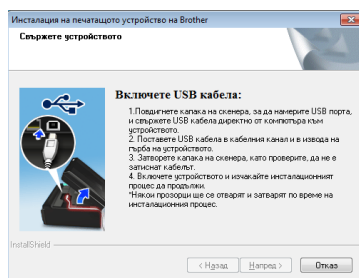 Инсталация на печатащото устройство на Brother
Свържете устройството
Включете USB кабела:
1.Повдигнете капака на скенера, за да намерите USB порта,
и свържете USB кабела директно от компютъра към
устройството.
2. Поставете USB кабела в кабелния канал и в извода на
гърба на устройството.
3. Затворете капака на скенера, като проверите, да не е
затиснат кабелът.
4. Включете устройството и изчакайте инсталационният
процес да продължи.
*Някои прозорци ще се отварят и затварят по време на
инсталационния процес.
InstallShield
< Назад
Напред >
Отказ